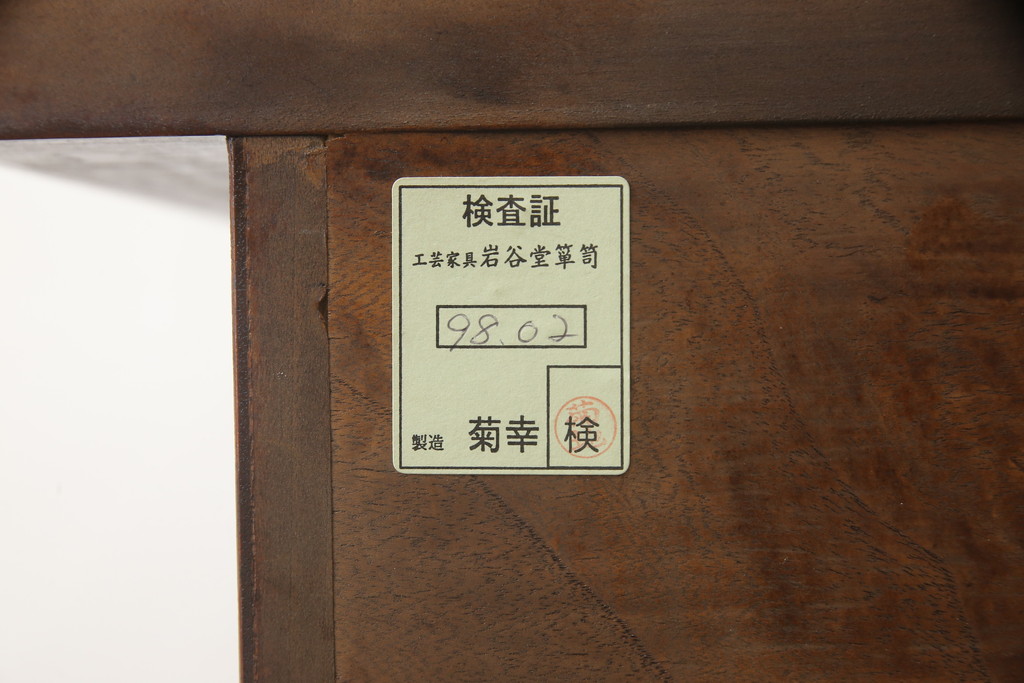 検査証
工芸家具岩谷堂箪笥
98.02
製造 菊幸 検